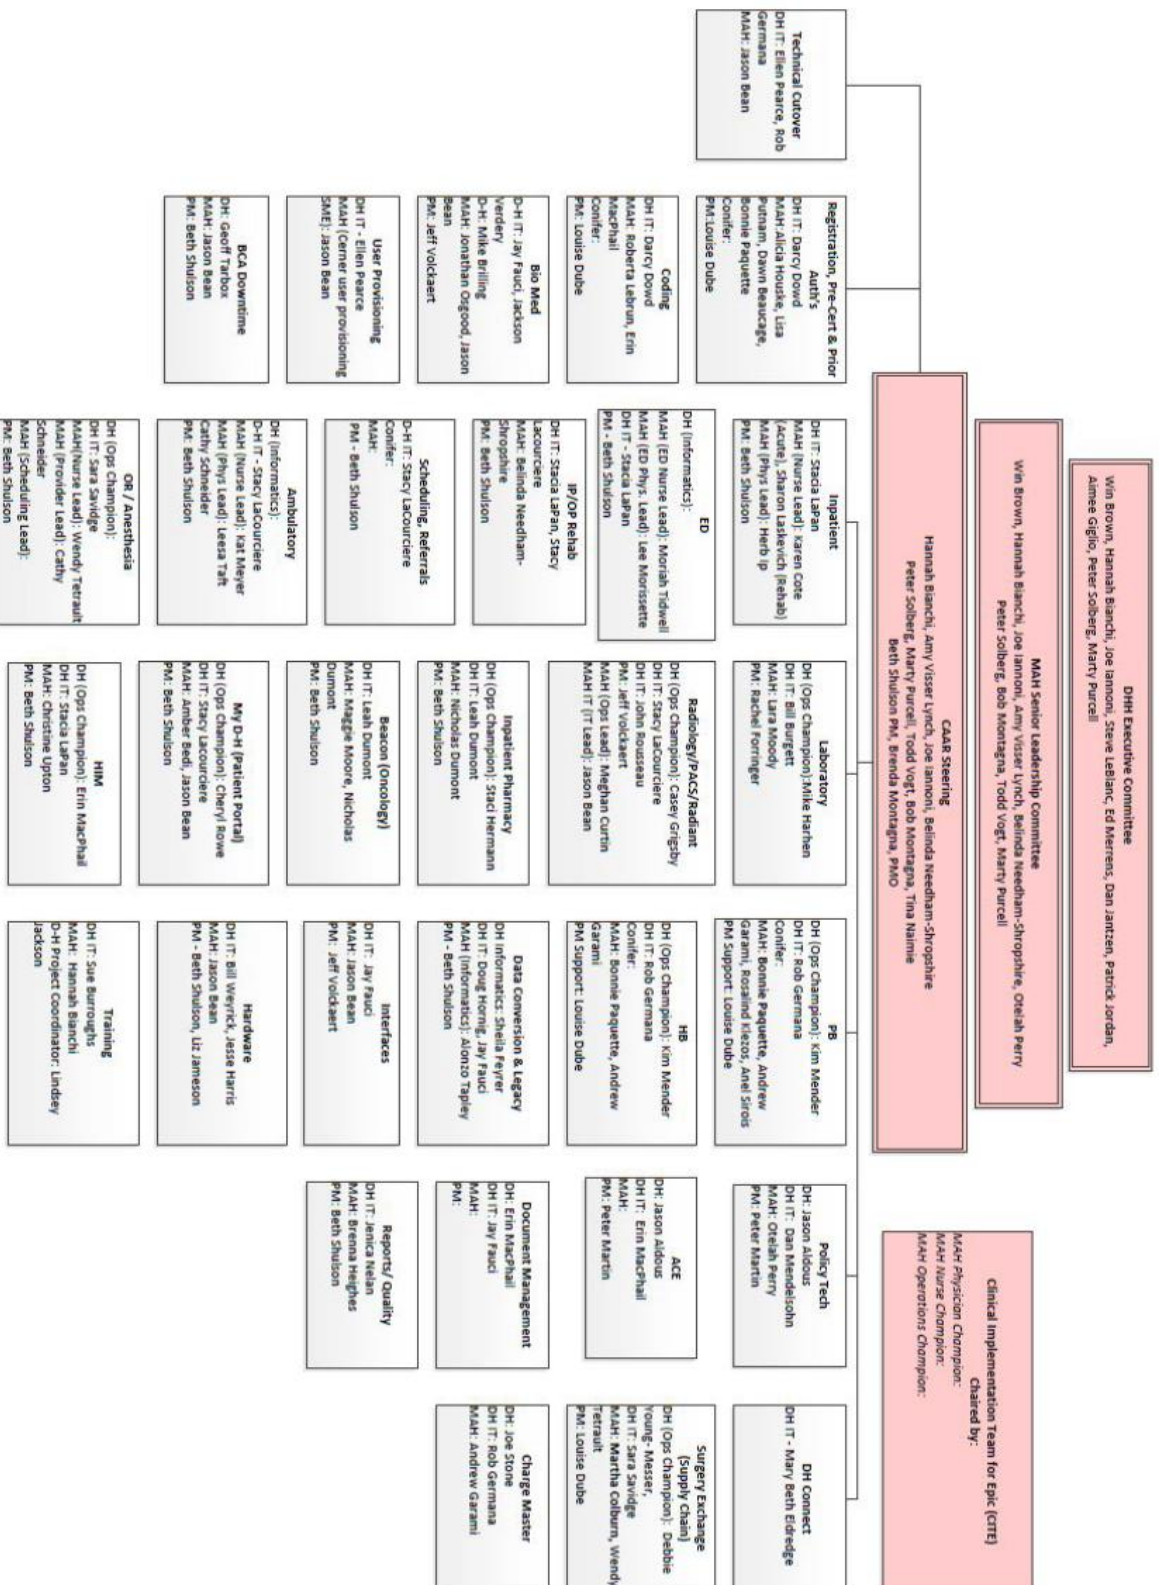 DHH Executive Committee
Win Brown, Hannah Bianchi, Joe Iannoni, Steve LeBlanc, Ed Merrens, Dan Jantzen, Patrick Jordan,
Aimee Giglio, Peter Solberg, Marty Purcell
MAH Senior Leadership Committee
Win Brown, Hannah Bianchi, Joe Iannoni, Amy Visser Lynch, Belinda Needham-Shropshire, Otelah Perry
Peter Solberg, Bob Montagna, Todd Vogt, Marty Purcell
CAAR Steering
Hannah Bianchi, Amy Visser Lynch, Joe Iannoni, Belinda Needham-Shropshire
Peter Solberg, Marty Purcell, Todd Vogt, Bob Montagna, Tina Naimie
Beth Shulson PM, Brenda Montagna, PMO
Clinical Implementation Team for Epic (CITE)
Chaired by:
MAH Physician Champion:
MAH Nurse Champion:
MAH Operations Champion:
Technical Cutover
DH IT: Ellen Pearce, Rob
Germana
MAH: Jason Bean
Registration, Pre-Cert & Prior
Auth's
DH IT: Darcy Dowd
MAH:Alicia Houske, Lisa
Putnam, Dawn Beaucage,
Bonnie Paquette
Conifer:
PM:Louise Dube
Coding
DH IT: Darcy Dowd
MAH: Roberta Lebrun, Erin
MacPhail
Conifer:
PM: Louise Dube
Bio Med
D-H IT: Jay Fauci, Jackson
Verdery
D-H: Mike Brilling
MAH: Jonathan Osgood, Jason
Bean
PM: Jeff Volckaert
User Provisioning
DH IT - Ellen Pearce
MAH (Cerner user provisioning
SME): Jason Bean
BCA Downtime
DH: Geoff Tarbox
MAH: Jason Bean
PM: Beth Shulson
Inpatient
DH IT: Stacia LaPan
MAH (Nurse Lead): Karen Cote
(Acute), Sharon Laskevich (Rehab)
MAH (Phys Lead): Herb Ip
PM: Beth Shulson
ED
DH (Informatics):
MAH (ED Nurse Lead): Moriah Tidwell
MAH (ED Phys. Lead): Lee Morissette
DH IT - Stacia LaPan
PM - Beth Shulson
IP/OP Rehab
DH IT: Stacia LaPan, Stacy
Lacourciere
MAH: Belinda Needham-
Shropshire
PM: Beth Shulson
Scheduling, Referrals
D-H IT: Stacy LaCourciere
Conifer:
MAH:
PM - Beth Shulson
Ambulatory
DH (Informatics):
D-H IT - Stacy LaCourciere
MAH (Nurse Lead): Kat Meyer
MAH (Phys Lead): Leesa Taft
Cathy Schneider
PM: Beth Shulson
OR / Anesthesia
DH (Ops Champion):
DH IT: Sara Savidge
MAH(Nurse Lead): Wendy Tetrault
MAH (Provider Lead): Cathy
Schneider
MAH (Scheduling Lead):
PM: Beth Shulson
Laboratory
DH (Ops Champion):Mike Harhen
DH IT: Bill Burgett
MAH: Lara Moody
PM: Rachel Forringer
Radiology/PACS/Radiant
DH (Ops Champion): Casey Grigsby
DH IT: Stacy LaCourciere
DH IT: John Rousseau
PM: Jeff Volckaert
MAH (Ops Lead): Meghan Curtin
MAH IT (IT Lead): Jason Bean
Inpatient Pharmacy
DH (Ops Champion): Staci Hermann
DH IT: Leah Dumont
MAH: Nicholas Dumont
PM: Beth Shulson
Beacon (Oncology)
DH IT: Leah Dumont
MAH: Maggie Moore, Nicholas
Dumont
PM: Beth Shulson
My D-H (Patient Portal)
DH (Ops Champion): Cheryl Rowe
DH IT: Stacy Lacourciere
MAH: Amber Bedi, Jason Bean
PM: Beth Shulson
HIM
DH (Ops Champion): Erin MacPhail
DH IT: Stacia LaPan
MAH: Christine Upton
PM: Beth Shulson
PB
DH (Ops Champion): Kim Mender
DH IT: Rob Germana
Conifer:
MAH: Bonnie Paquette, Andrew
Garami, Rosalind Klezos, Anel Sirois
PM Support: Louise Dube
HB
DH (Ops Champion): Kim Mender
DH IT: Rob Germana
Conifer:
MAH: Bonnie Paquette, Andrew
Garami
PM Support: Louise Dube
Data Conversion & Legacy
DH Informatics: Sheila Feyrer
DH IT: Doug Hornig, Jay Fauci
MAH (Informatics): Alonzo Tapley
PM - Beth Shulson
Interfaces
DH IT: Jay Fauci
MAH: Jason Bean
PM: Jeff Volckaert
Hardware
DH IT: Bill Weyrick, Jesse Harris
MAH: Jason Bean
PM - Beth Shulson, Liz Jameson
Training
DH IT: Sue Burroughs
MAH: Hannah Bianchi
D-H Project Coordinator: Lindsey
Jackson
Policy Tech
DH: Jason Aldous
DH IT: Dan Mendelsohn
MAH: Otelah Perry
PM: Peter Martin
ACE
DH: Jason Aldous
DH IT: Erin MacPhail
MAH:
PM: Peter Martin
Document Management
DH: Erin MacPhail
DH IT: Jay Fauci
MAH:
PM:
Reports/ Quality
DH IT: Jenica Nelan
MAH: Brenna Heighes
PM: Beth Shulson
DH Connect
DH IT - Mary Beth Eldredge
Surgery Exchange
(Supply Chain)
DH (Ops Champion): Debbie
Young- Messer,
DH IT: Sara Savidge
MAH: Martha Colburn, Wendy
Tetrault
PM: Louise Dube
Charge Master
DH: Joe Stone
DH IT: Rob Germana
MAH: Andrew Garami